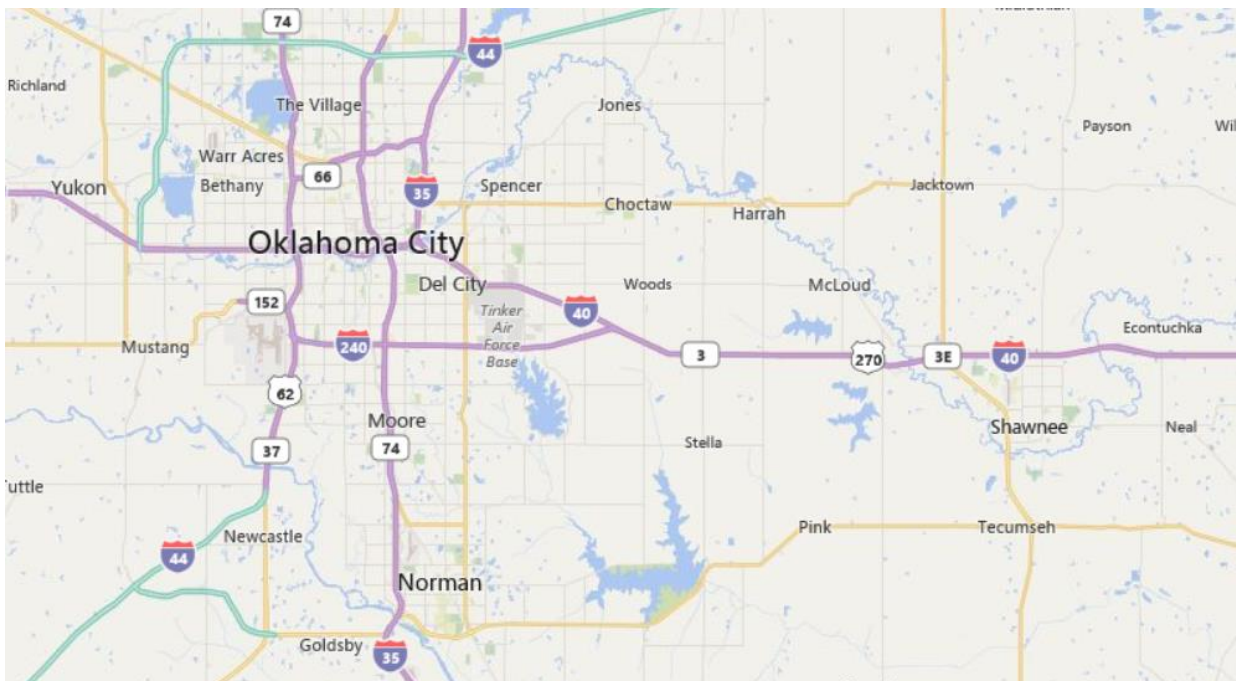 74
44
Richland
The Village
Jones
Payson
Warr Acres
66
Yukon
Bethany
35
Spencer
Jacktown
Choctaw
Harrah
Oklahoma City
Del City
Woods
McLoud
152
Tinker
Air
Force
Base
40
Econtuchka
Mustang
240
3
270
3E
40
62
Moore
Shawnee
Neal
37
74
Stella
Newcastle
Pink
Tecumseh
44
Norman
Goldsby
35